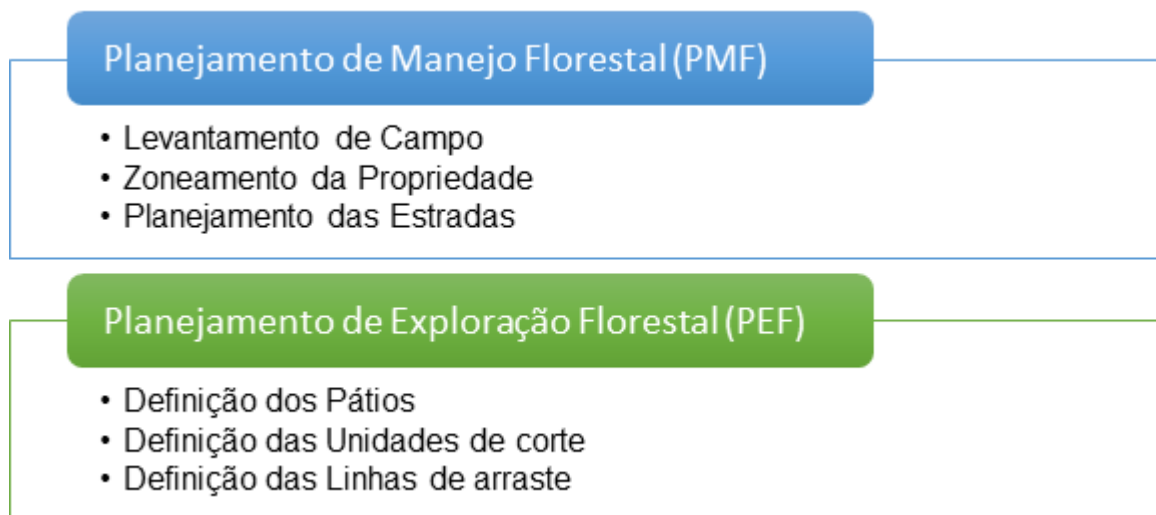 Planejamento de Manejo Florestal (PMF)
• Levantamento de Campo
• Zoneamento da Propriedade
• Planejamento das Estradas
Planejamento de Exploração Florestal (PEF)
• Definição dos Pátios
• Definição das Unidades de corte
• Definição das Linhas de arraste